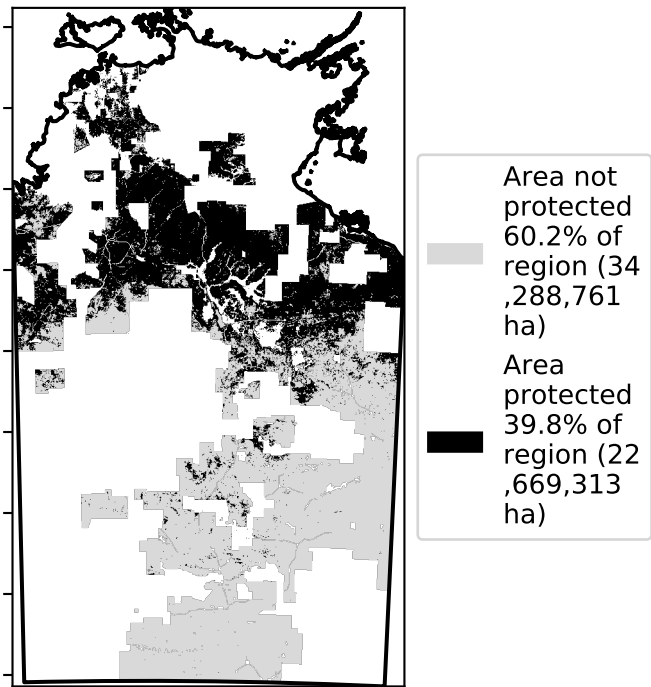 Area not
protected
60.2% of
region (34
,288,761
ha)
Area
protected
39.8% of
region (22
,669,313
ha)